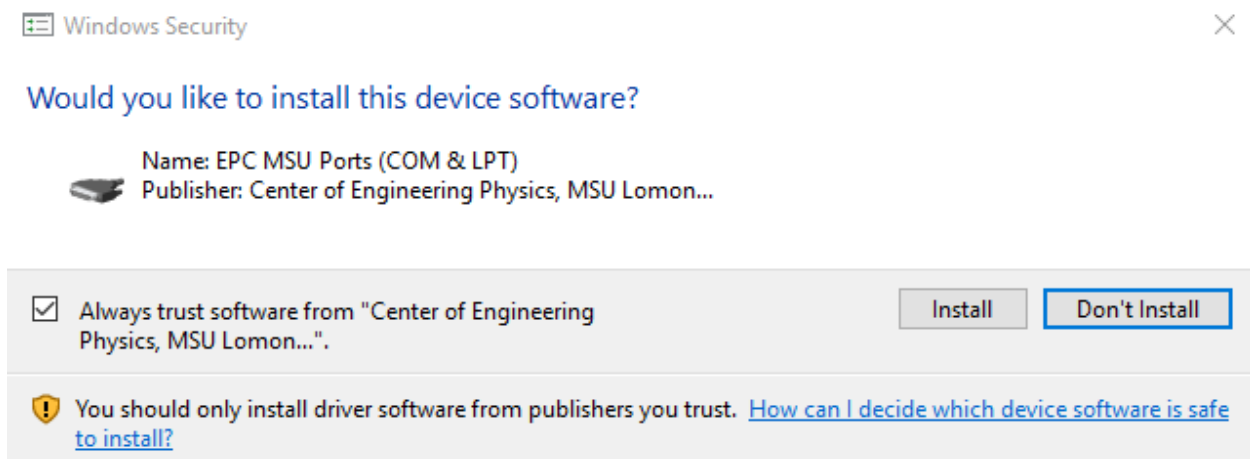 Windows Security
Would you like to install this device software?
Name: EPC MSU Ports (COM & LPT)
Publisher: Center of Engineering Physics, MSU Lomon...
Always trust software from "Center of Engineering
Physics, MSU Lomon...".
Install
Don't Install
You should only install driver software from publishers you trust. How can I decide which device software is safe
to install?